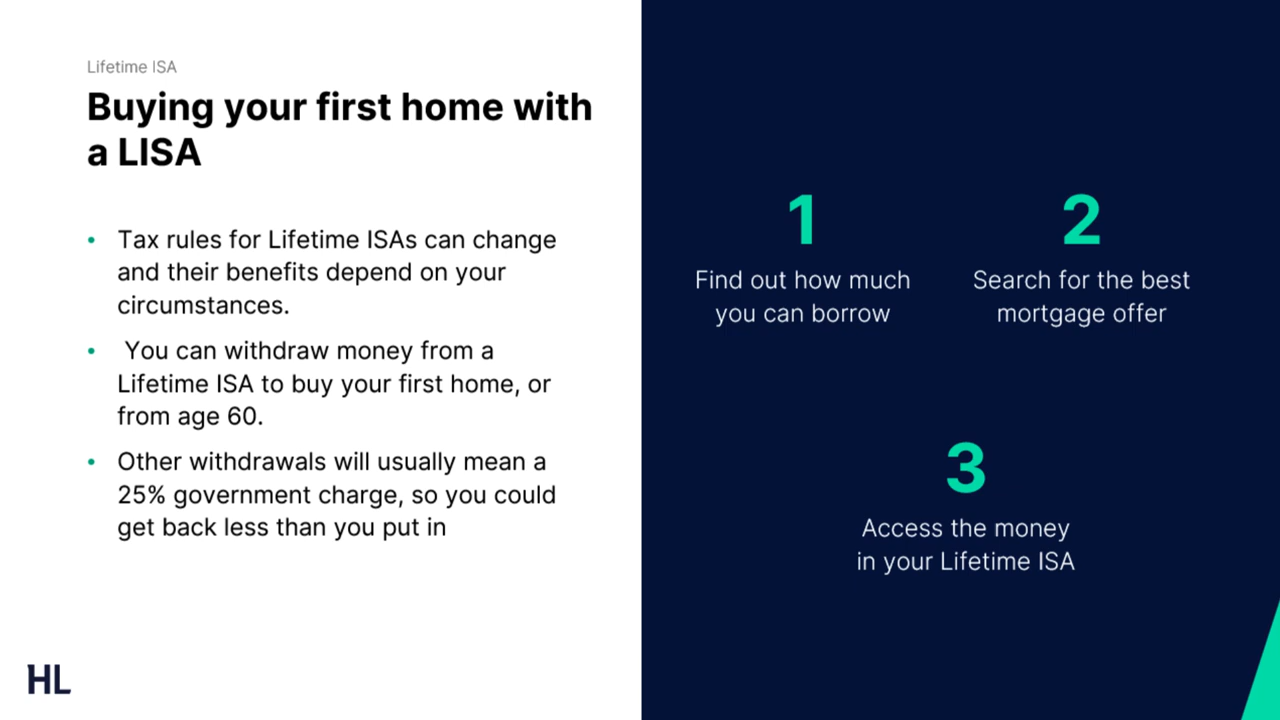 Lifetime ISA
Buying your first home with
a LISA
• Tax rules for Lifetime ISAs can change
and their benefits depend on your
circumstances.
• You can withdraw money from a
Lifetime ISA to buy your first home, or
from age 60.
• Other withdrawals will usually mean a
25% government charge, so you could
get back less than you put in
HL
1
Find out how much
you can borrow
2
Search for the best
mortgage offer
3
Access the money
in your Lifetime ISA